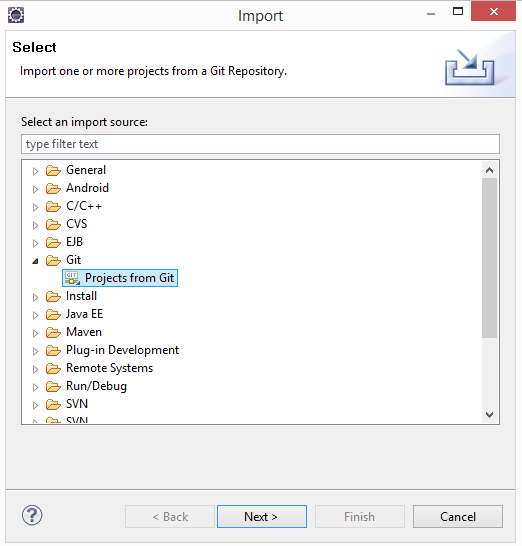 Import
Select
Import one or more projects from a Git Repository.
Select an import source:
type filter text
General
Android
C/C++
CVS
EJB
Git
GIT Projects from Git
Install
Java EE
Maven
Plug-in Development
Remote Systems
Run/Debug
SVN
SVN
?
< Back Next > Finish Cancel